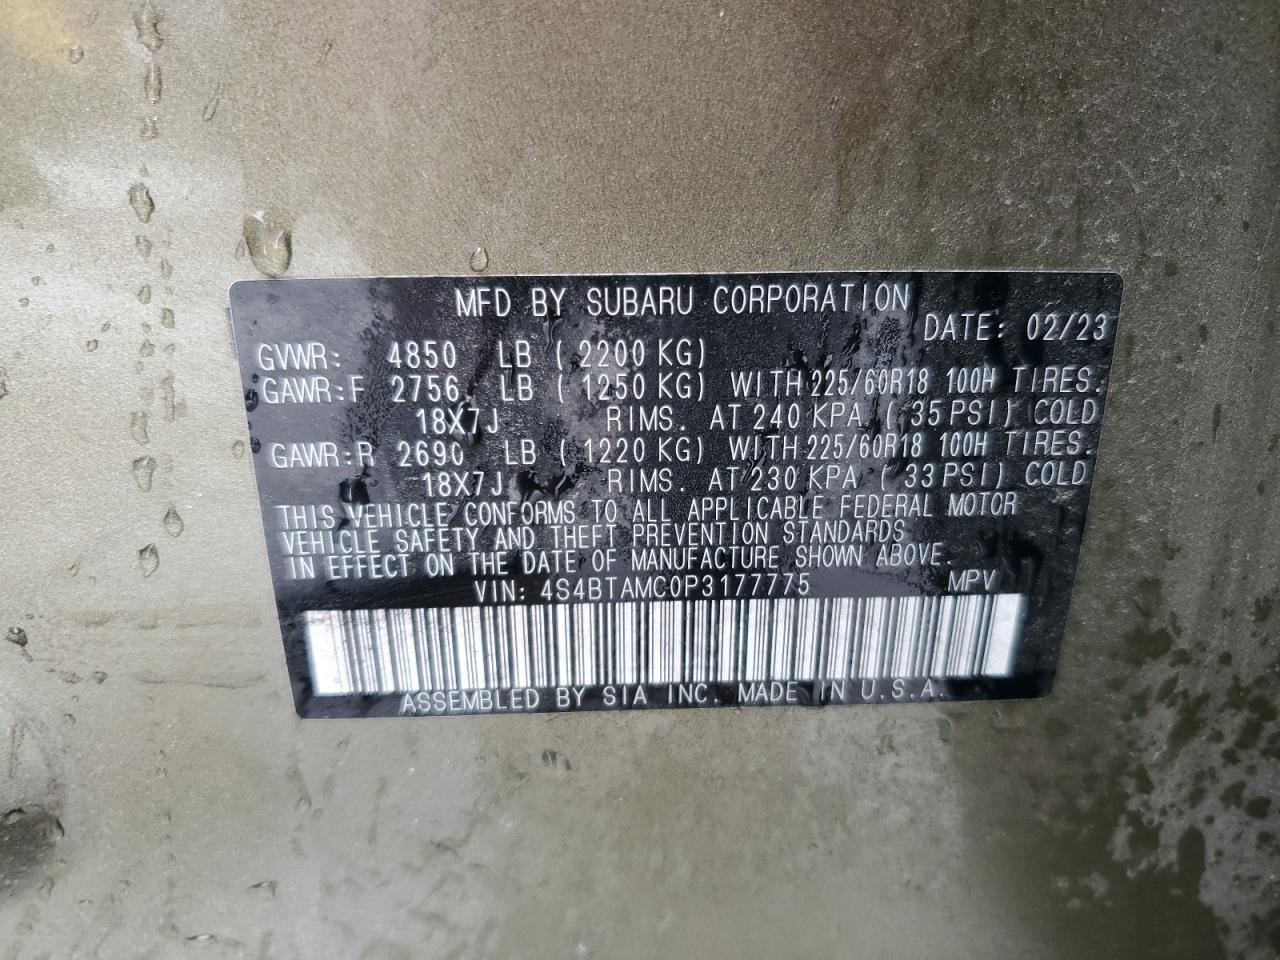 MFD BY SUBARU CORPORATION
DATE: 02/23
GVWR: 4850 LB ( 2200 KG)
GAWR:F 2756 LB ( 1250 KG) WITH 225/60R18 100H TIRES.
18X7J RIMS. AT 240 KPA ( 35 PSI) COLD
GAWR:R 2690 LB ( 1220 KG) WITH 225/60R18 100H TIRES.
18X7J RIMS. AT 230 KPA ( 33 PSI) COLD
THIS VEHICLE CONFORMS TO ALL APPLICABLE FEDERAL MOTOR
VEHICLE SAFETY AND THEFT PREVENTION STANDARDS
IN EFFECT ON THE DATE OF MANUFACTURE SHOWN ABOVE.
VIN: 4S4BTAMC0P3177775 MPV
ASSEMBLED BY SIA INC. MADE IN U.S.A.